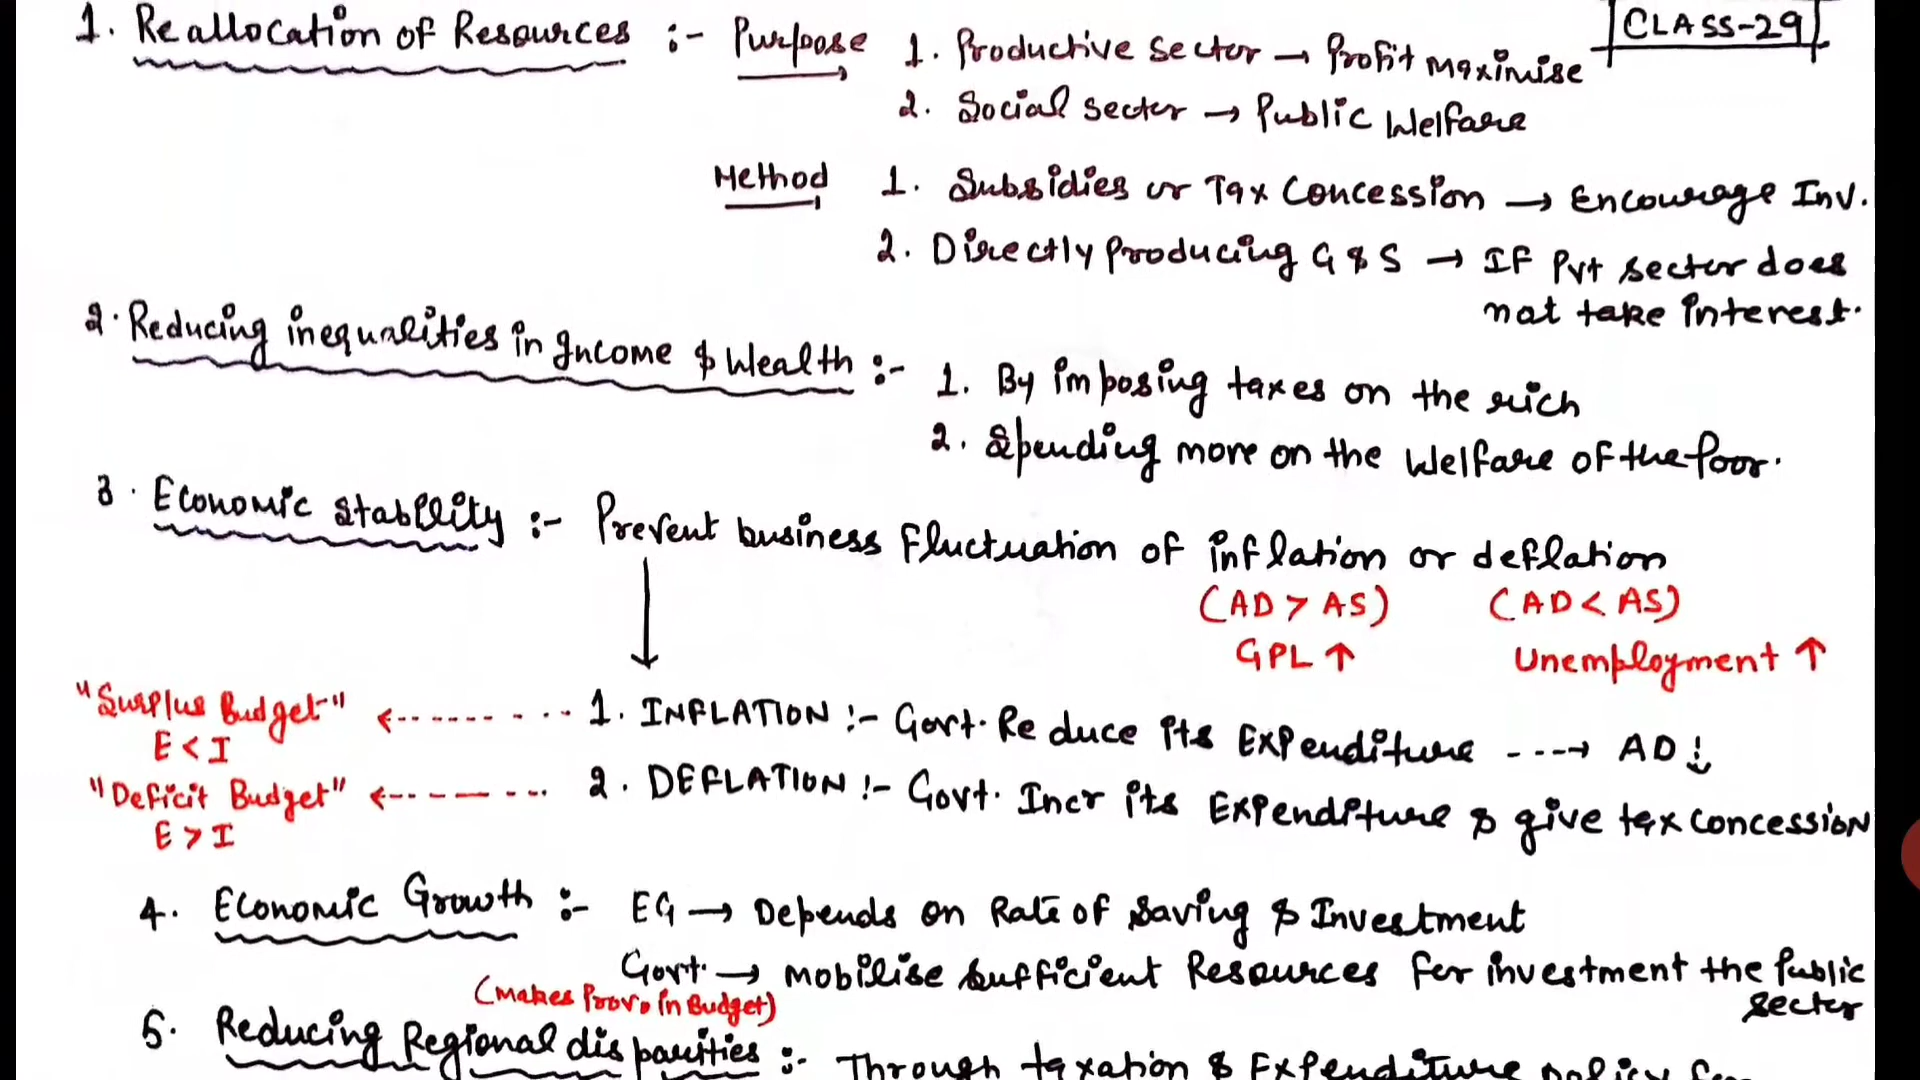 CLASS-29
1. Reallocation of Resources :- Purpose 1. Productive Sector → Profit Maximise
2. Social Sector → Public Welfare
Method 1. Subsidies or Tax Concession → Encourage Inv.
2. Directly Producing G & S → If Pvt sector does
not take interest.
2. Reducing inequalities in Income & Wealth :- 1. By imposing taxes on the rich
2. Spending more on the Welfare of the Poor.
3. Economic Stability :- Prevent business Fluctuation of inflation or deflation
(AD > AS) (AD < AS)
GPL ↑ Unemployment ↑
"Surplus Budget" ← 1. INFLATION :- Govt. Reduce its Expenditure ----→ AD ↓
E < I
"Deficit Budget" ← 2. DEFLATION :- Govt. Incr its Expenditure & give tax concession
E > I
4. Economic Growth :- EG → Depends on Rate of Saving & Investment
Govt. → mobilise sufficient Resources for investment the Public
sector
(makes Prov. in Budget)
5. Reducing Regional disparities :- Through taxation & Expenditure policy for